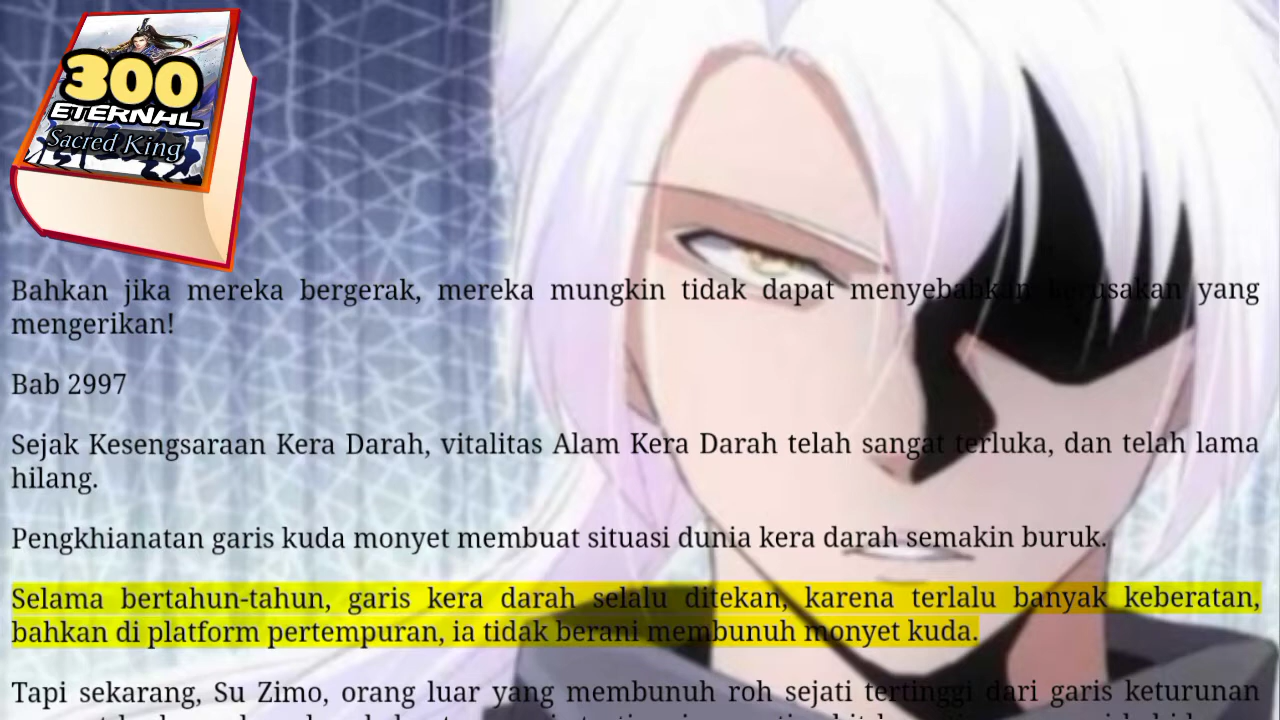 300
ETERNAL
Sacred King
Bahkan jika mereka bergerak, mereka mungkin tidak dapat menyebabkan kerusakan yang
mengerikan!
Bab 2997
Sejak Kesengsaraan Kera Darah, vitalitas Alam Kera Darah telah sangat terluka, dan telah lama
hilang.
Pengkhianatan garis kuda monyet membuat situasi dunia kera darah semakin buruk.
Selama bertahun-tahun, garis kera darah selalu ditekan, karena terlalu banyak keberatan,
bahkan di platform pertempuran, ia tidak berani membunuh monyet kuda.
Tapi sekarang, Su Zimo, orang luar yang membunuh roh sejati tertinggi dari garis keturunan